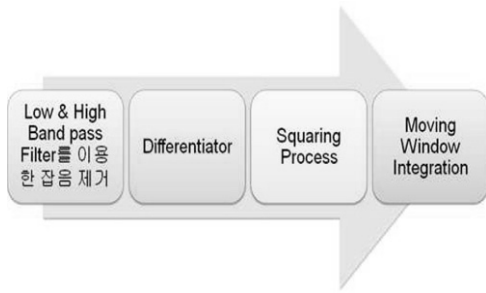 Low & High
Band pass
Filter를 이용
한 잡음 제거
Differentiator
Squaring
Process
Moving
Window
Integration